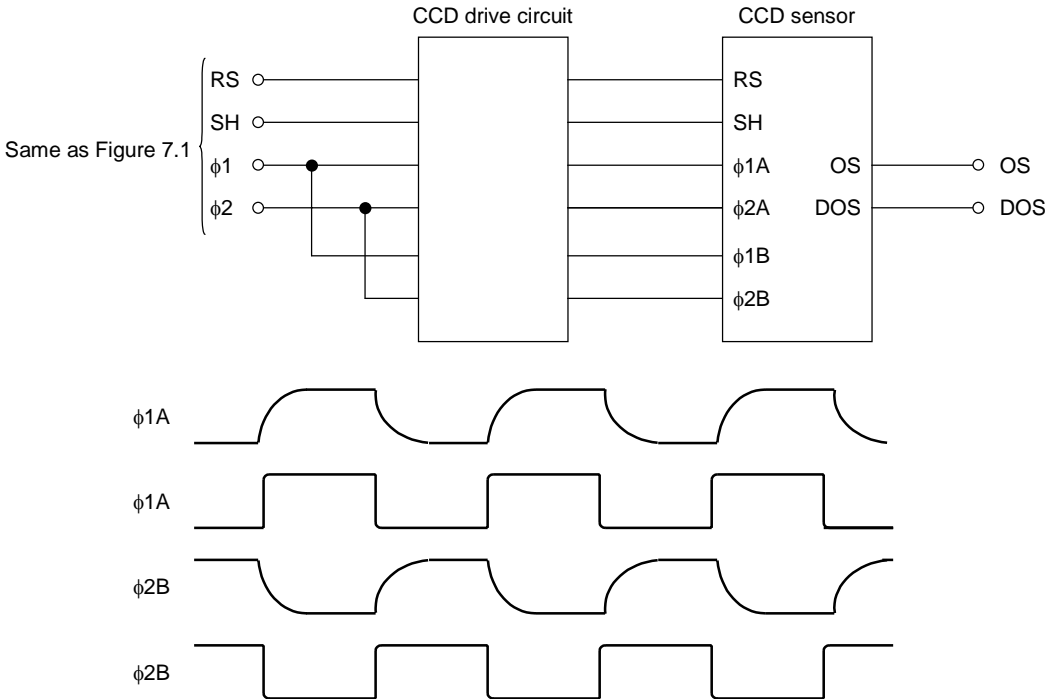 CCD drive circuit
CCD sensor
Same as Figure 7.1
RS
SH
ϕ1
ϕ2
RS
SH
ϕ1A
ϕ2A
ϕ1B
ϕ2B
OS
DOS
OS
DOS
ϕ1A
ϕ1A
ϕ2B
ϕ2B